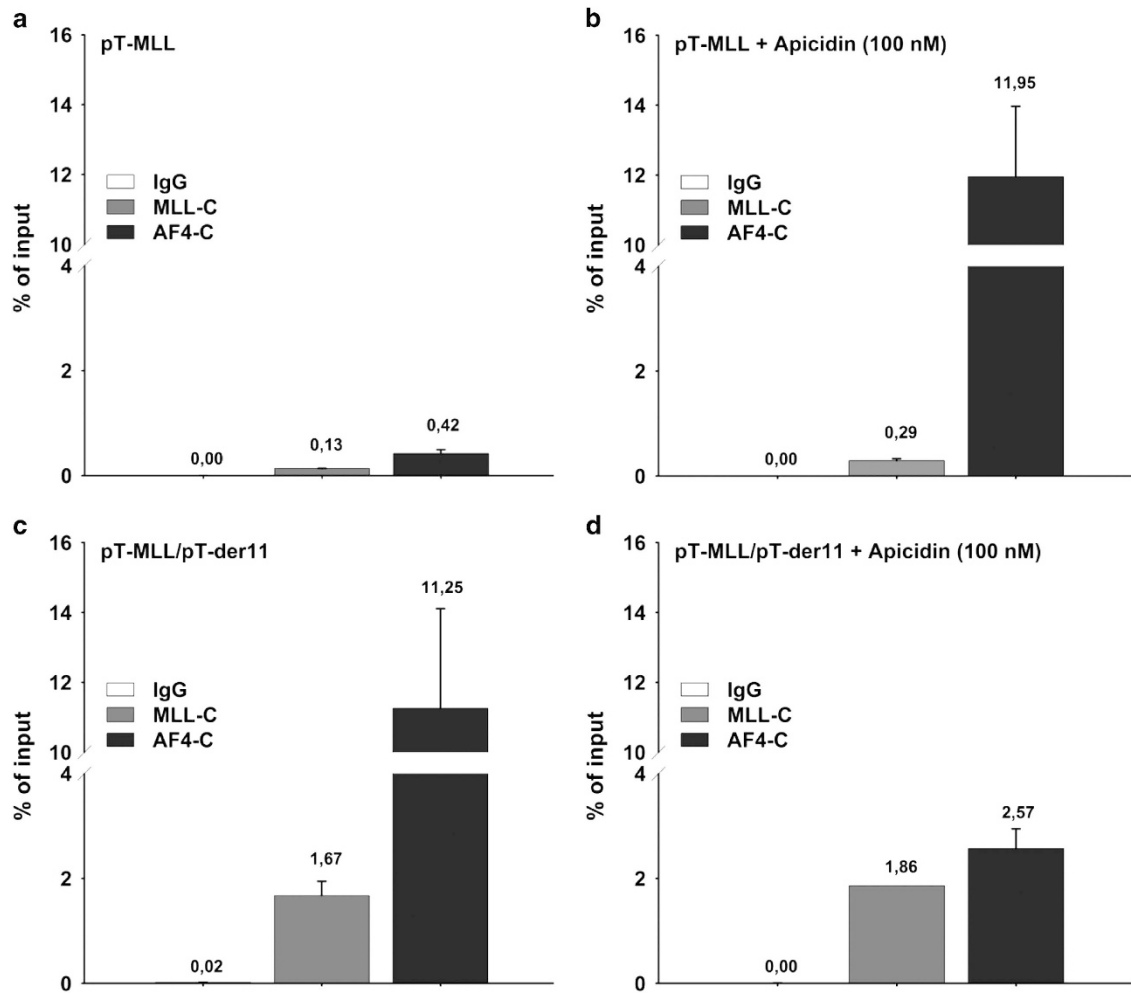 a
pT-MLL
16
14
12
10
4
2
0
% of input
IgG
MLL-C
AF4-C
0,00
0,13
0,42
b
pT-MLL + Apicidin (100 nM)
16
14
12
10
4
2
0
% of input
IgG
MLL-C
AF4-C
0,00
0,29
11,95
c
pT-MLL/pT-der11
16
14
12
10
4
2
0
% of input
IgG
MLL-C
AF4-C
0,02
1,67
11,25
d
pT-MLL/pT-der11 + Apicidin (100 nM)
16
14
12
10
4
2
0
% of input
IgG
MLL-C
AF4-C
0,00
1,86
2,57